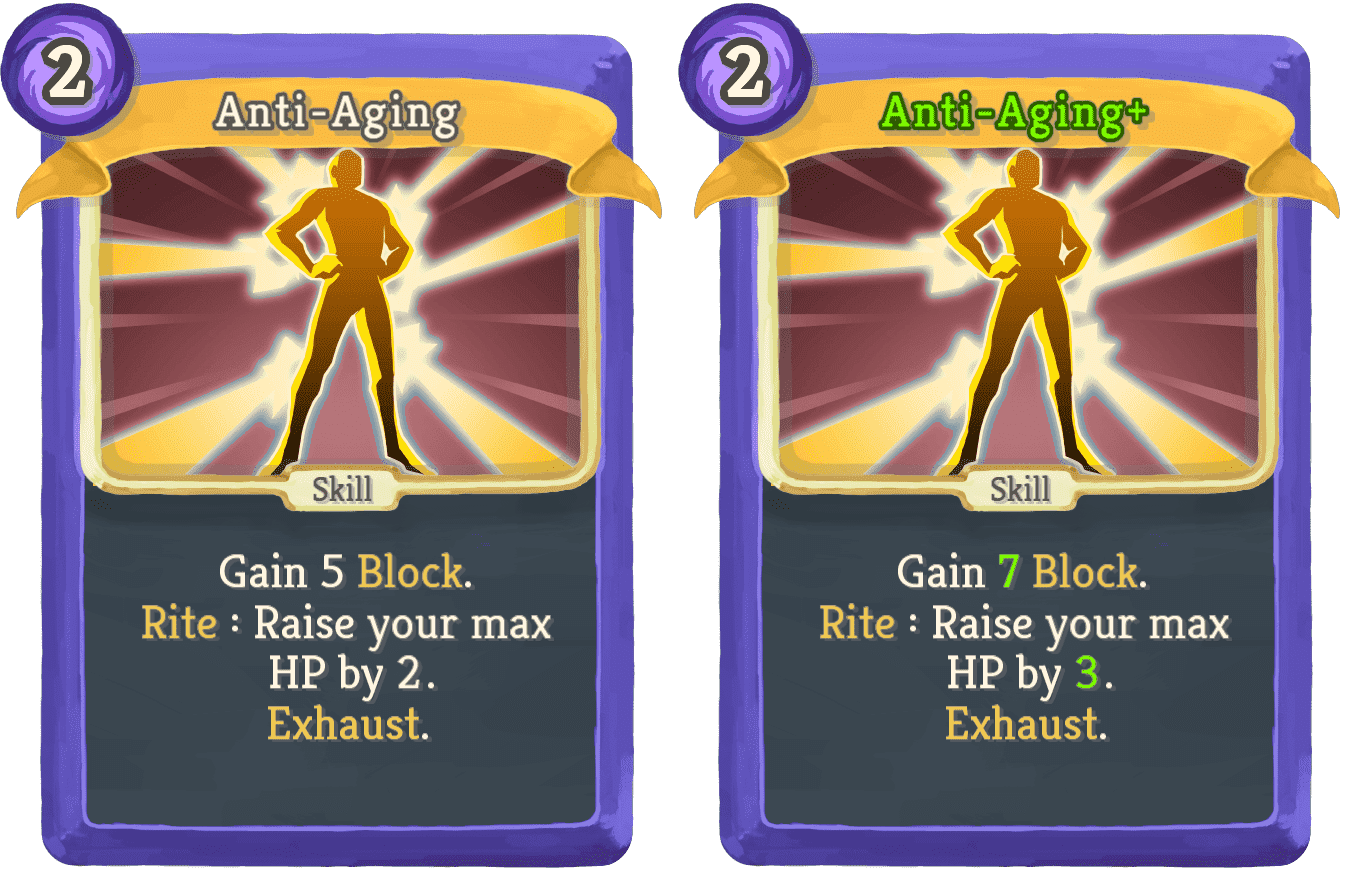 2
Anti-Aging
Skill
Gain 5 Block.
Rite : Raise your max
HP by 2.
Exhaust.
2
Anti-Aging+
Skill
Gain 7 Block.
Rite : Raise your max
HP by 3.
Exhaust.